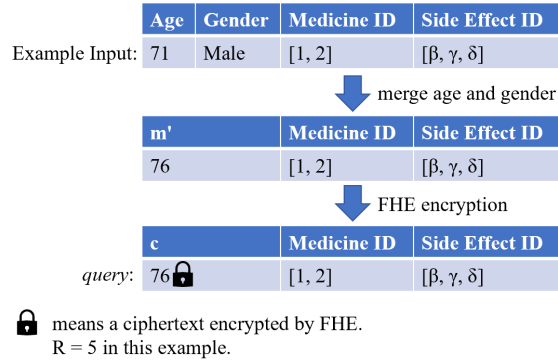 Age Gender Medicine ID Side Effect ID
Example Input: 71 Male [1, 2] [β, γ, δ]
merge age and gender
m' Medicine ID Side Effect ID
76 [1, 2] [β, γ, δ]
FHE encryption
c Medicine ID Side Effect ID
query: 76 [1, 2] [β, γ, δ]
means a ciphertext encrypted by FHE.
R = 5 in this example.